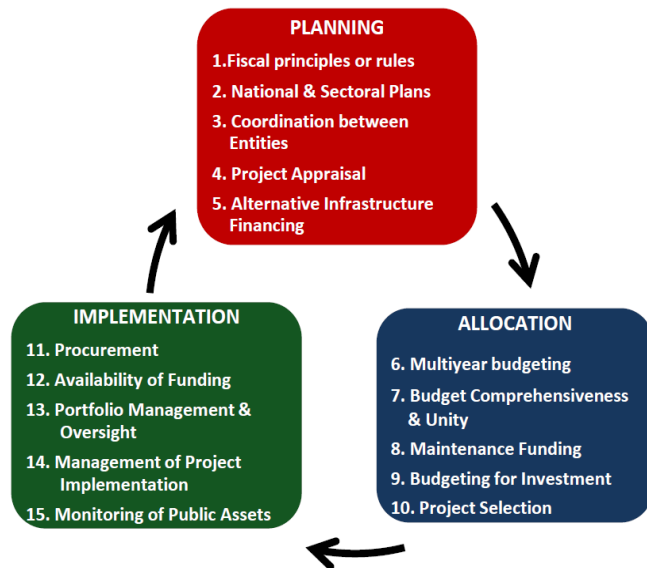 PLANNING
1.Fiscal principles or rules
2. National & Sectoral Plans
3. Coordination between
Entities
4. Project Appraisal
5. Alternative Infrastructure
Financing
IMPLEMENTATION
11. Procurement
12. Availability of Funding
13. Portfolio Management &
Oversight
14. Management of Project
Implementation
15. Monitoring of Public Assets
ALLOCATION
6. Multiyear budgeting
7. Budget Comprehensiveness
& Unity
8. Maintenance Funding
9. Budgeting for Investment
10. Project Selection